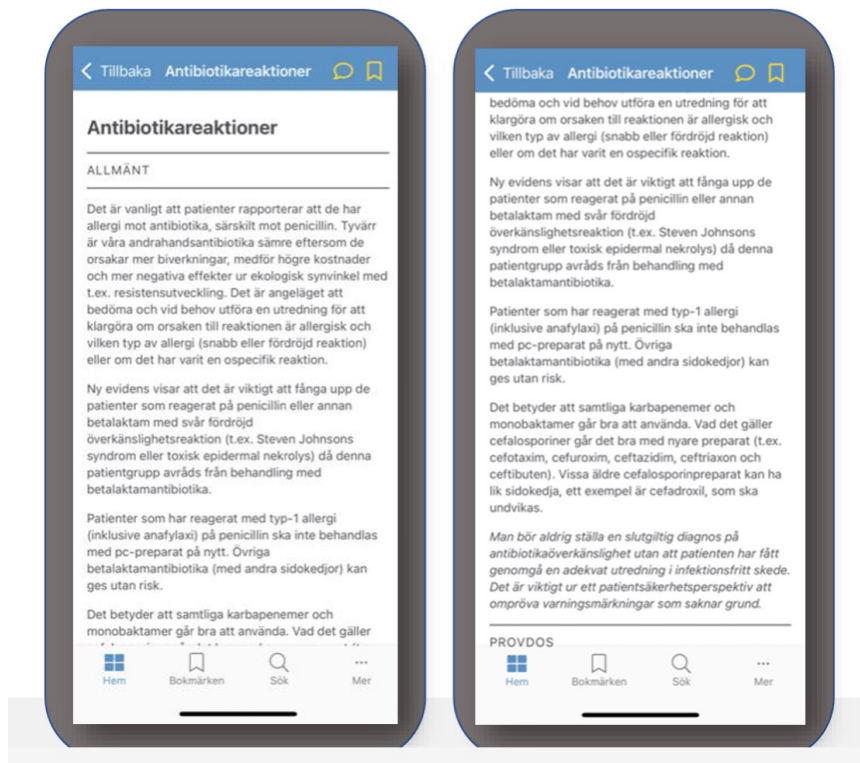 Tillbaka Antibiotikareaktioner
Antibiotikareaktioner
ALLMÄNT
Det är vanligt att patienter rapporterar att de har
allergi mot antibiotika, särskilt mot penicillin. Tyvärr
är våra andrahandsantibiotika sämre eftersom de
orsakar mer biverkningar, medför högre kostnader
och mer negativa effekter ur ekologisk synvinkel med
t.ex. resistensutveckling. Det är angeläget att
bedöma och vid behov utföra en utredning för att
klargöra om orsaken till reaktionen är allergisk och
vilken typ av allergi (snabb eller fördröjd reaktion)
eller om det har varit en ospecifik reaktion.
Ny evidens visar att det är viktigt att fånga upp de
patienter som reagerat på penicillin eller annan
betalaktam med svår fördröjd
överkänslighetsreaktion (t.ex. Steven Johnsons
syndrom eller toxisk epidermal nekrolys) då denna
patientgrupp avråds från behandling med
betalaktamantibiotika.
Patienter som har reagerat med typ-1 allergi
(inklusive anafylaxi) på penicillin ska inte behandlas
med pc-preparat på nytt. Övriga
betalaktamantibiotika (med andra sidokedjor) kan
ges utan risk.
Det betyder att samtliga karbapenemer och
monobaktamer går bra att använda. Vad det gäller
Hem Bokmärken Sök Mer
Tillbaka Antibiotikareaktioner
bedöma och vid behov utföra en utredning för att
klargöra om orsaken till reaktionen är allergisk och
vilken typ av allergi (snabb eller fördröjd reaktion)
eller om det har varit en ospecifik reaktion.
Ny evidens visar att det är viktigt att fånga upp de
patienter som reagerat på penicillin eller annan
betalaktam med svår fördröjd
överkänslighetsreaktion (t.ex. Steven Johnsons
syndrom eller toxisk epidermal nekrolys) då denna
patientgrupp avråds från behandling med
betalaktamantibiotika.
Patienter som har reagerat med typ-1 allergi
(inklusive anafylaxi) på penicillin ska inte behandlas
med pc-preparat på nytt. Övriga
betalaktamantibiotika (med andra sidokedjor) kan
ges utan risk.
Det betyder att samtliga karbapenemer och
monobaktamer går bra att använda. Vad det gäller
cefalosporiner går det bra med nyare preparat (t.ex.
cefotaxim, cefuroxim, ceftazidim, ceftriaxon och
ceftibuten). Vissa äldre cefalosporinpreparat kan ha
lik sidokedja, ett exempel är cefadroxil, som ska
undvikas.
Man bör aldrig ställa en slutgiltig diagnos på
antibiotikaöverkänslighet utan att patienten har fått
genomgå en adekvat utredning i infektionsfritt skede.
Det är viktigt ur ett patientsäkerhetsperspektiv att
ompröva varningsmärkningar som saknar grund.
PROVDOS
Hem Bokmärken Sök Mer